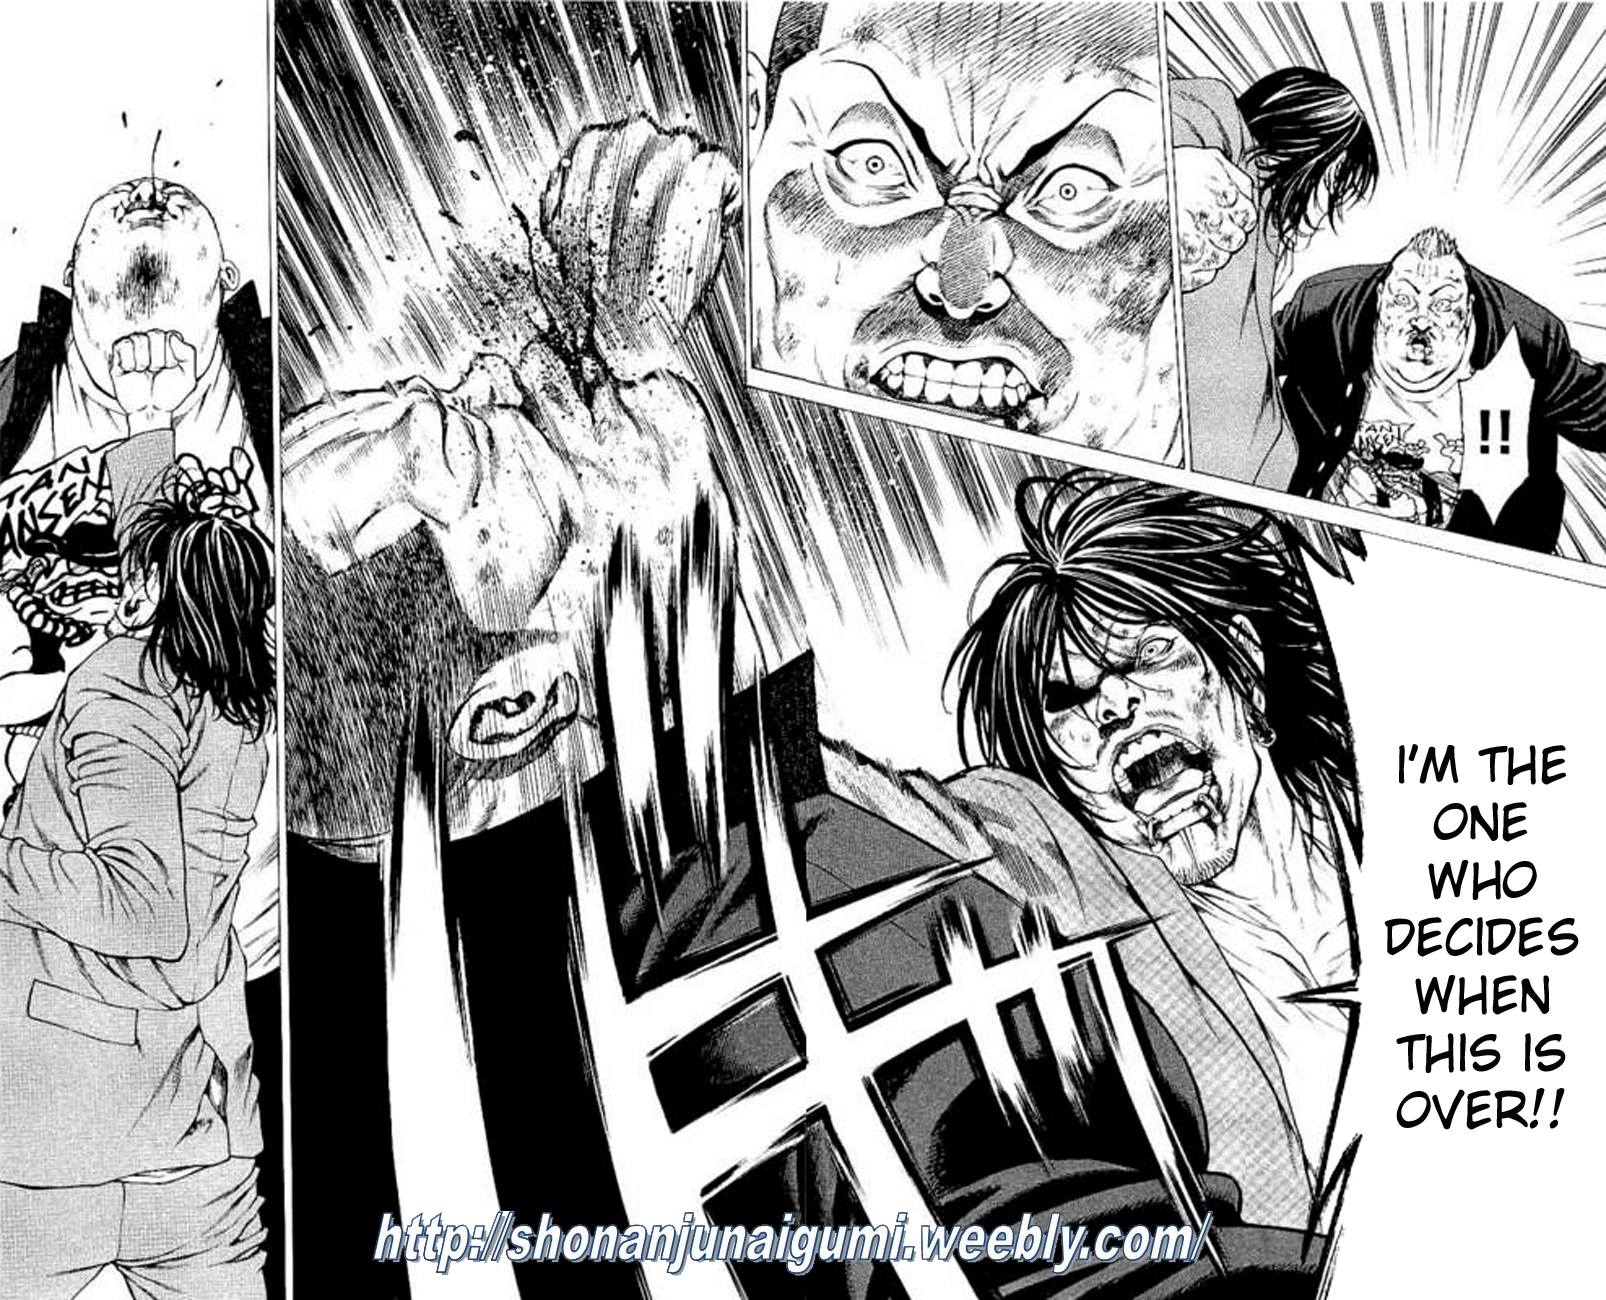 !!
I'M THE
ONE
WHO
DECIDES
WHEN
THIS IS
OVER!!
http://shonanjunaigumi.weebly.com/